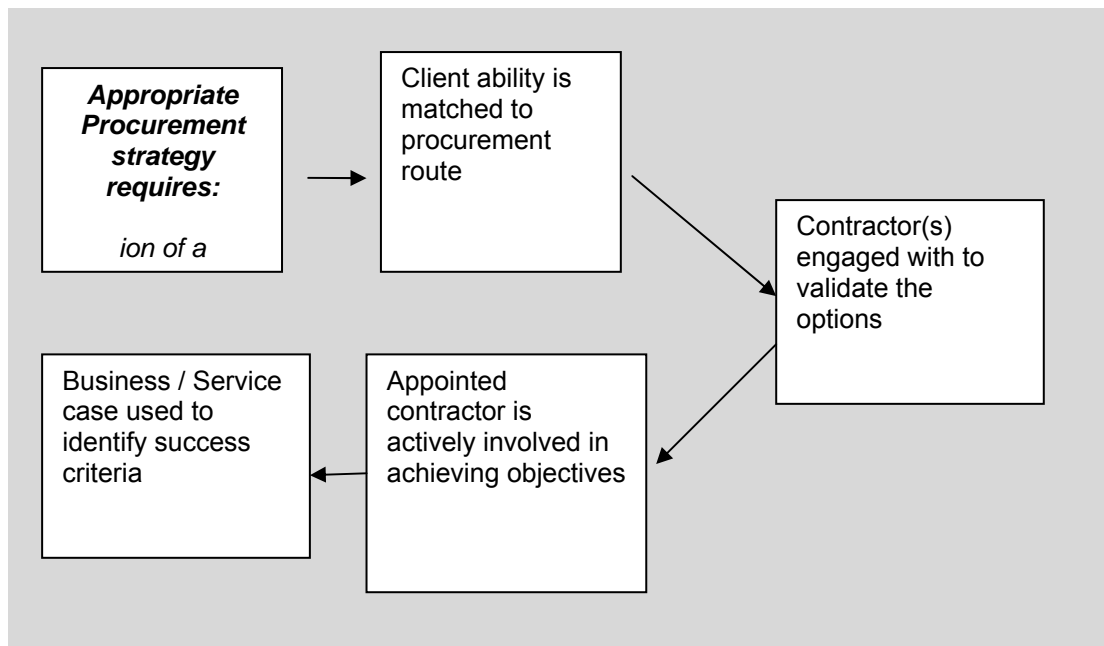 Appropriate
Procurement
strategy
requires:
ion of a
Client ability is
matched to
procurement
route
Contractor(s)
engaged with to
validate the
options
Appointed
contractor is
actively involved in
achieving objectives
Business / Service
case used to
identify success
criteria